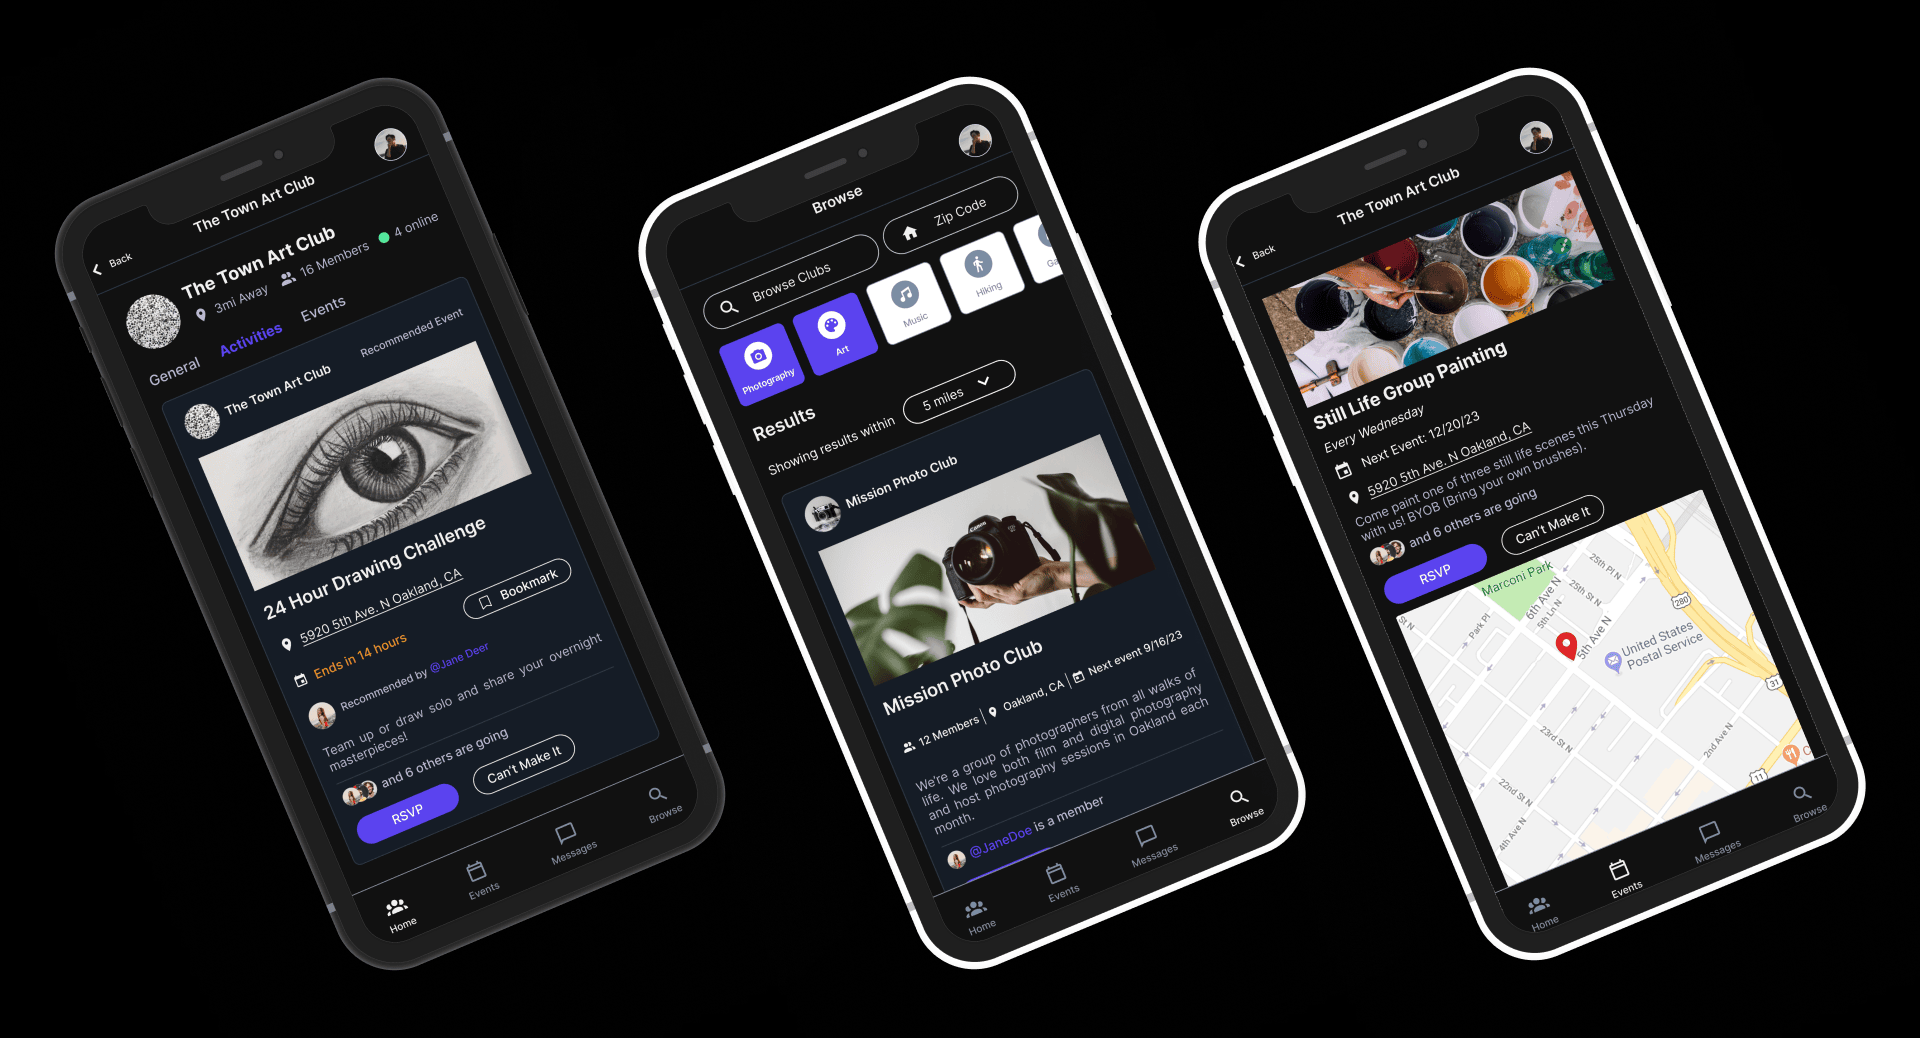 The Town Art Club
Back
The Town Art Club
3mi Away
16 Members
4 online
General
Activities
Events
The Town Art Club
Recommended Event
24 Hour Drawing Challenge
5920 5th Ave. N Oakland, CA
Bookmark
Ends in 14 hours
Recommended by @Jane Deer
Team up or draw solo and share your overnight
masterpieces!
and 6 others are going
RSVP
Can't Make It
Home
Events
Messages
Browse
Browse
Browse Clubs
Zip Code
Photography
Art
Music
Hiking
Ga
Results
Showing results within
5 miles
Mission Photo Club
Canon
Mission Photo Club
12 Members
Oakland, CA
Next event 9/16/23
We're a group of photographers from all walks of
life. We love both film and digital photography
and host photography sessions in Oakland each
month.
@JaneDoe is a member
Home
Events
Messages
Browse
The Town Art Club
Back
Still Life Group Painting
Every Wednesday
Next Event: 12/20/23
5920 5th Ave. N Oakland, CA
Come paint one of three still life scenes this Thursday
with us! BYOB (Bring your own brushes).
and 6 others are going
RSVP
Can't Make It
Marconi Park
25th Pl N
25th St N
6th Ave N
5th Ln N
5th Ave N
Park Pl
St N
280
United States
Postal Service
31
23rd St N
2nd Ave N
11
C
22nd St N
4th Ave N
Home
Events
Messages
Browse